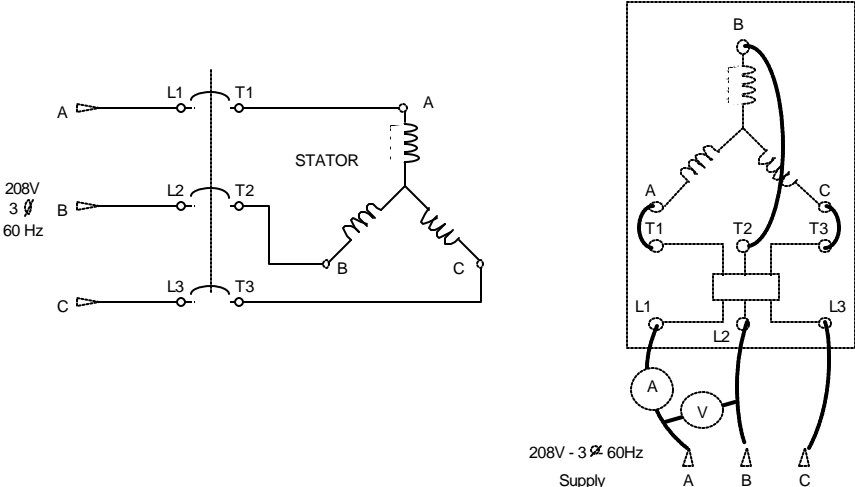 L1 T1
A A
STATOR
208V
3 Ø
60 Hz
L2 T2
B
B C
L3 T3
C
B
A C
T1 T2 T3
L1 L2 L3
A
V
208V - 3 Ø 60Hz
Supply
A B C